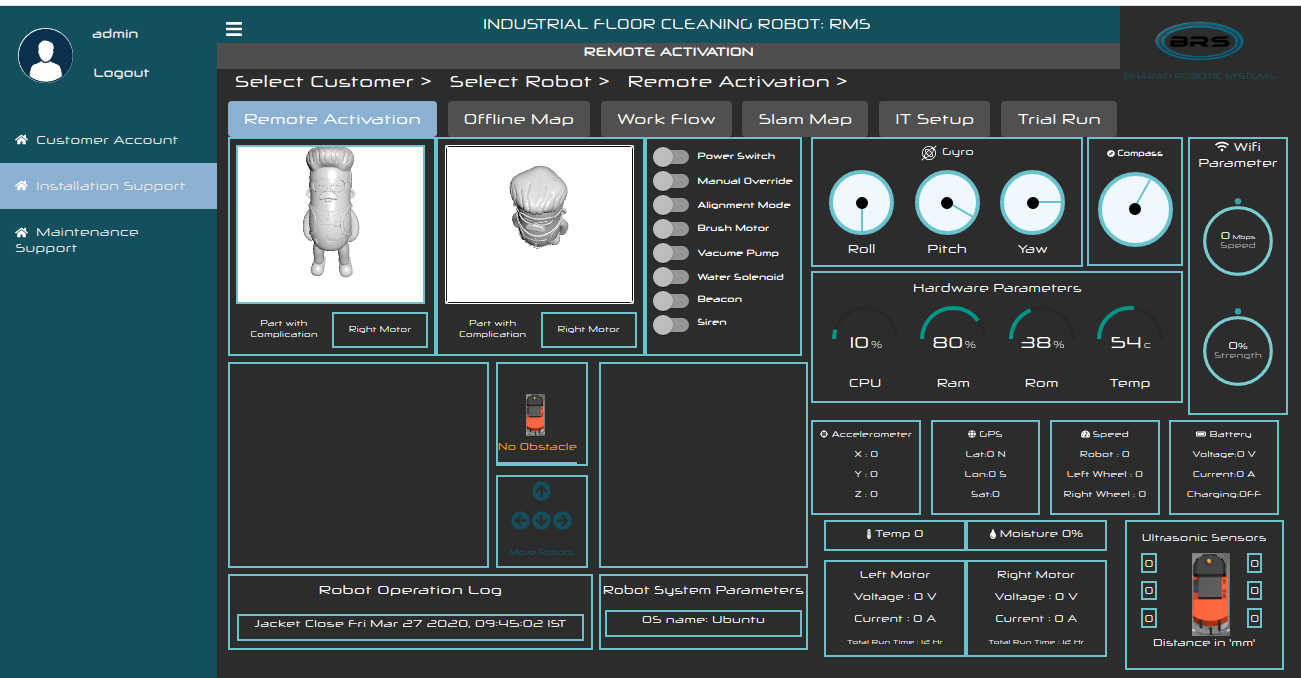 admin
Logout
Customer Account
Installation Support
Maintenance
Support
INDUSTRIAL FLOOR CLEANING ROBOT: RMS
REMOTE ACTIVATION
BRS
BHARATI ROBOTIC SYSTEMS
Select Customer > Select Robot > Remote Activation >
Remote Activation
Offline Map
Work Flow
Slam Map
IT Setup
Trial Run
Part with
Complication
Right Motor
Part with
Complication
Right Motor
Power Switch
Manual Override
Alignment Mode
Brush Motor
Vacume Pump
Water Solenoid
Beacon
Siren
Gyro
Roll
Pitch
Yaw
Compass
Wifi
Parameter
0 Mbps
Speed
0%
Strength
Hardware Parameters
10 %
80 %
38 %
54 c
CPU
Ram
Rom
Temp
No Obstacle
Move Robots
Accelerometer
X : 0
Y : 0
Z : 0
GPS
Lat:0 N
Lon:0 S
Sat:0
Speed
Robot : 0
Left Wheel : 0
Right Wheel : 0
Battery
Voltage:0 V
Current:0 A
Charging:OFF
Temp 0
Moisture 0%
Left Motor
Voltage : 0 V
Current : 0 A
Total Run Time : 12 Hr
Right Motor
Voltage : 0 V
Current : 0 A
Total Run Time : 12 Hr
Ultrasonic Sensors
0
0
0
0
0
0
Distance in 'mm'
Robot Operation Log
Jacket Close Fri Mar 27 2020, 09:45:02 IST
Robot System Parameters
OS name: Ubuntu